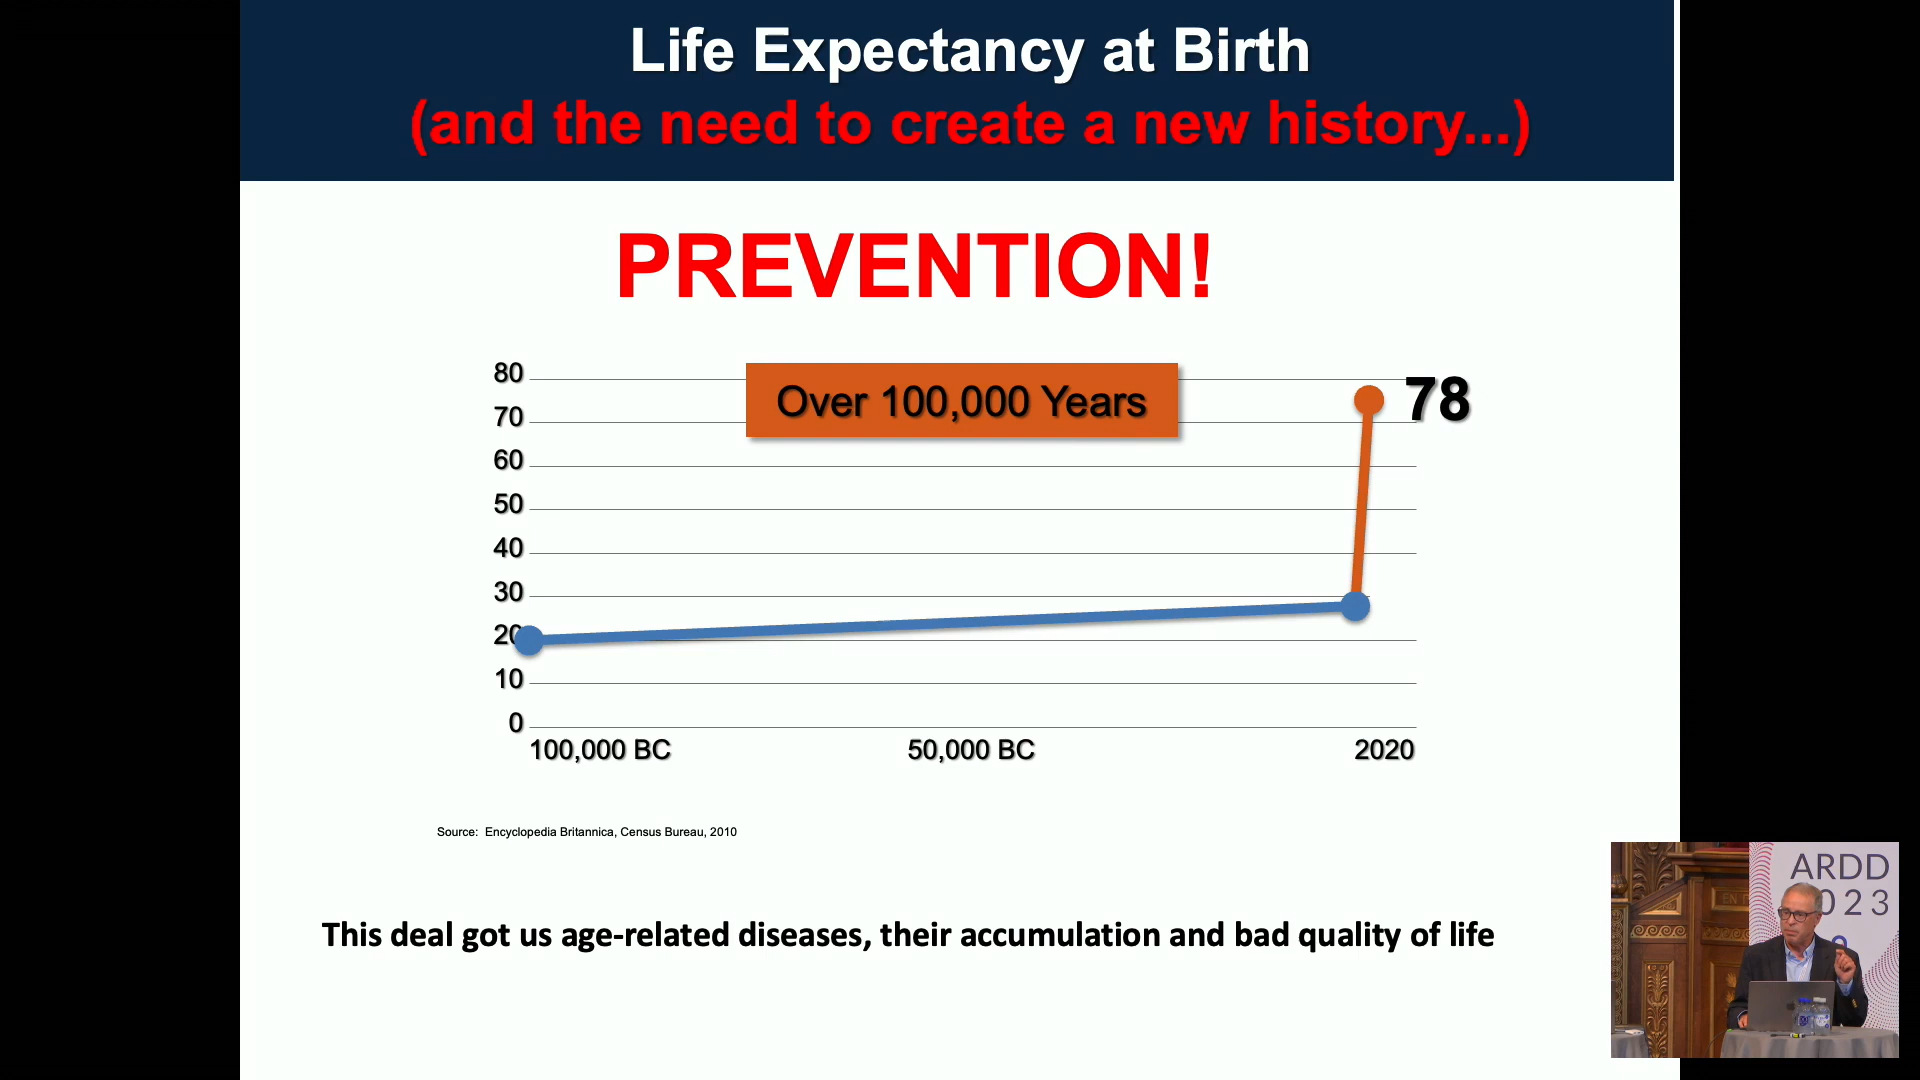 Life Expectancy at Birth
(and the need to create a new history...)
PREVENTION!
Over 100,000 Years
78
80
70
60
50
40
30
20
10
0
100,000 BC
50,000 BC
2020
Source: Encyclopedia Britannica, Census Bureau, 2010
This deal got us age-related diseases, their accumulation and bad quality of life
ARDD
023